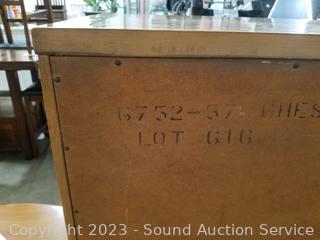 6752-57 CHES
LOT 616
Copyright 2023 - Sound Auction Service